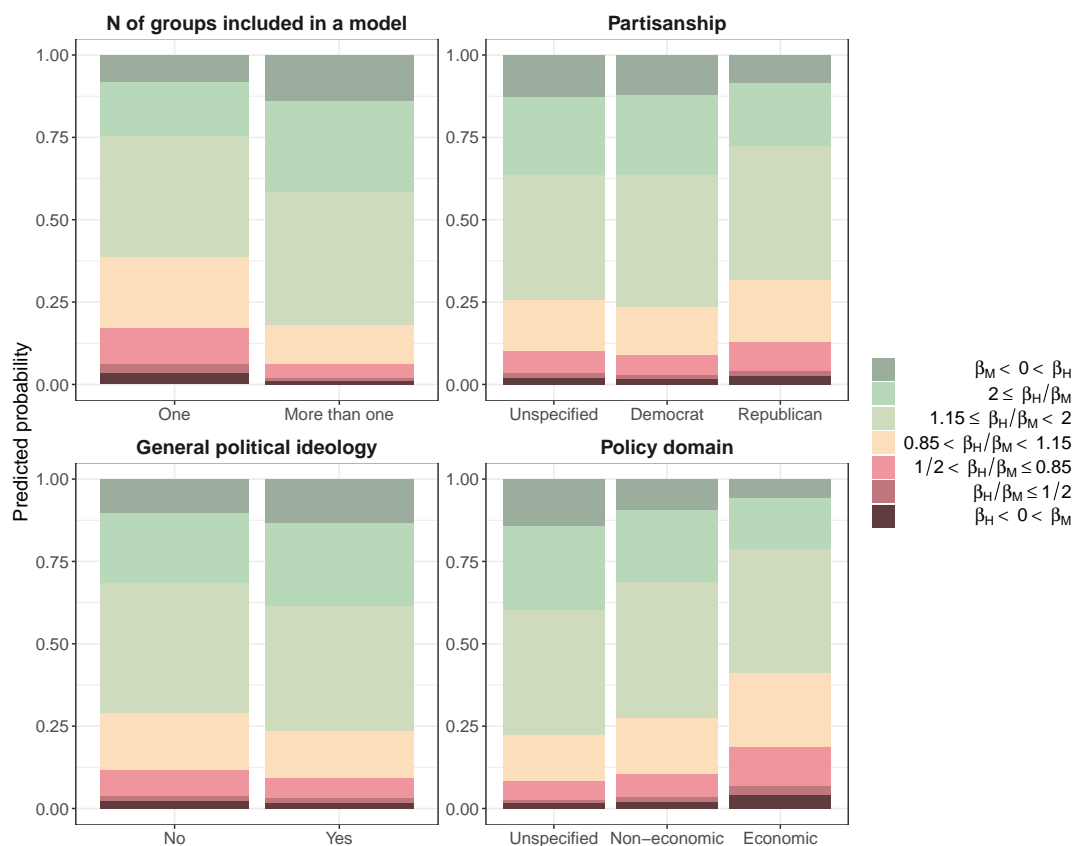 N of groups included in a model
Partisanship
1.00
0.75
0.50
0.25
0.00
One
More than one
1.00
0.75
0.50
0.25
0.00
Unspecified
Democrat
Republican
General political ideology
Policy domain
1.00
0.75
0.50
0.25
0.00
No
Yes
1.00
0.75
0.50
0.25
0.00
Unspecified
Non−economic
Economic
Predicted probability
βM < 0 < βH
2 ≤ βH/βM
1.15 ≤ βH/βM < 2
0.85 < βH/βM < 1.15
1/2 < βH/βM ≤ 0.85
βH/βM ≤ 1/2
βH < 0 < βM